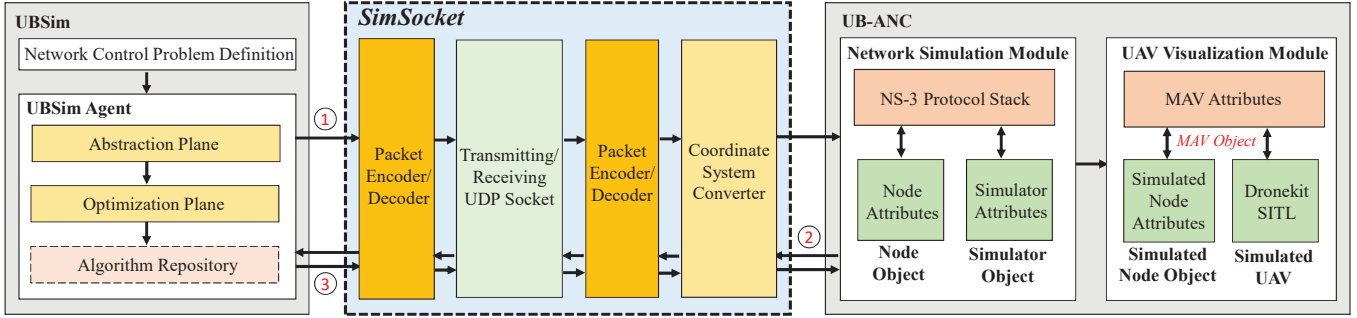 UBSim
Network Control Problem Definition
UBSim Agent
Abstraction Plane
Optimization Plane
Algorithm Repository
1
3
SimSocket
Packet
Encoder/
Decoder
Transmitting/
Receiving
UDP Socket
Packet
Encoder/
Decoder
Coordinate
System
Converter
2
UB-ANC
Network Simulation Module
NS-3 Protocol Stack
Node
Attributes
Node
Object
Simulator
Attributes
Simulator
Object
UAV Visualization Module
MAV Attributes
MAV Object
Simulated
Node
Attributes
Simulated
Node Object
Dronekit
SITL
Simulated
UAV